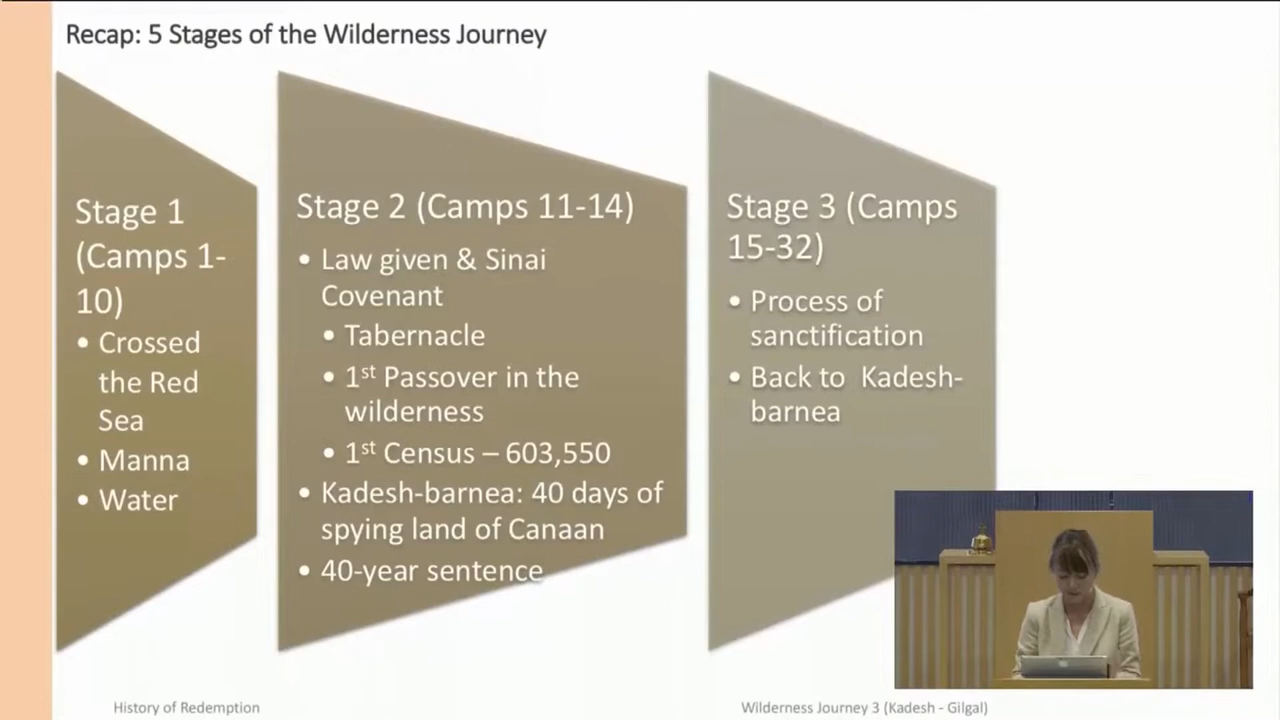 Recap: 5 Stages of the Wilderness Journey
Stage 1
(Camps 1-
10)
• Crossed
the Red
Sea
• Manna
• Water
Stage 2 (Camps 11-14)
• Law given & Sinai
Covenant
• Tabernacle
• 1st Passover in the
wilderness
• 1st Census – 603,550
• Kadesh-barnea: 40 days of
spying land of Canaan
• 40-year sentence
Stage 3 (Camps
15-32)
• Process of
sanctification
• Back to Kadesh-
barnea
History of Redemption
Wilderness Journey 3 (Kadesh - Gilgal)